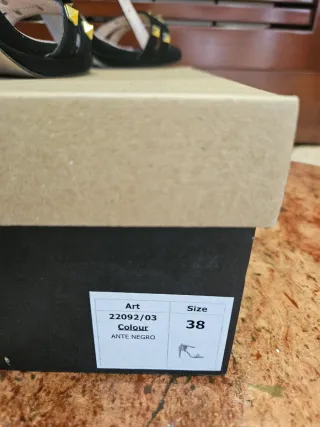 Art
22092/03
Colour
ANTE NEGRO
Size
38